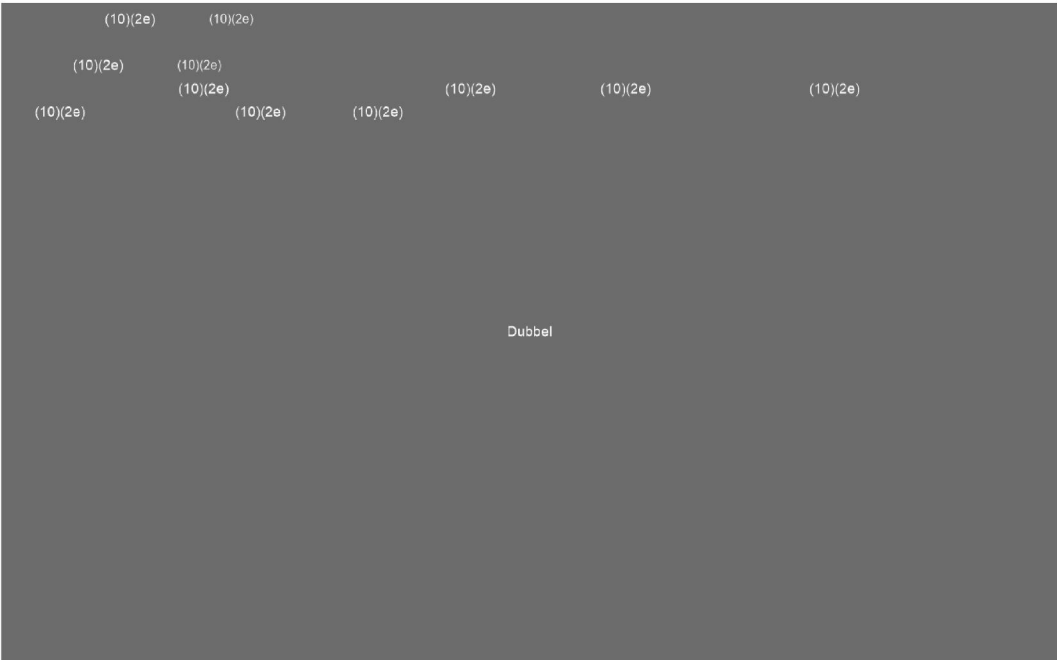 (10)(2e) (10)(2e)
(10)(2e) (10)(2e)
(10)(2e) (10)(2e) (10)(2e) (10)(2e)
(10)(2e) (10)(2e) (10)(2e)
Dubbel